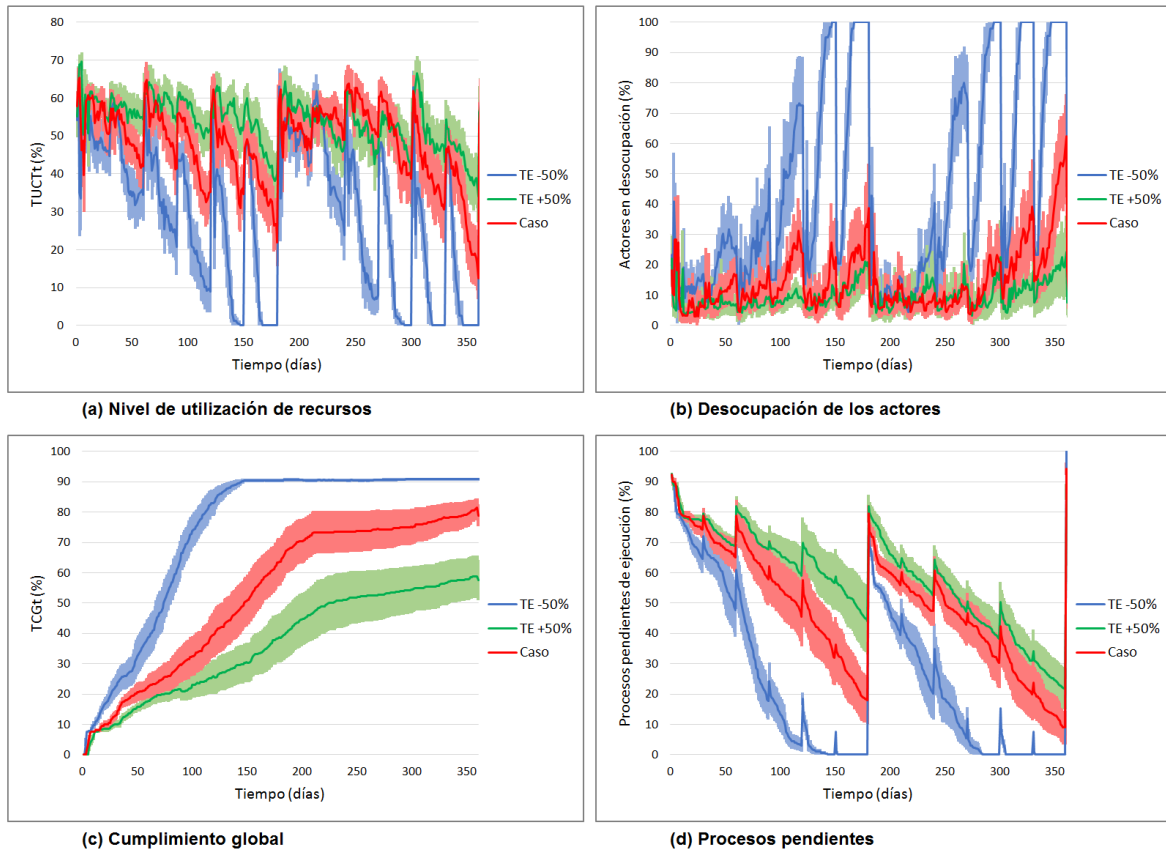 80
70
60
50
40
30
20
10
0
TUCTt (%)
0 50 100 150 200 250 300 350
Tiempo (días)
TE -50%
TE +50%
Caso
(a) Nivel de utilización de recursos
100
90
80
70
60
50
40
30
20
10
0
Actores en desocupación (%)
0 50 100 150 200 250 300 350
Tiempo (días)
TE -50%
TE +50%
Caso
(b) Desocupación de los actores
100
90
80
70
60
50
40
30
20
10
0
TCGt (%)
0 50 100 150 200 250 300 350
Tiempo (días)
TE -50%
TE +50%
Caso
(c) Cumplimiento global
100
90
80
70
60
50
40
30
20
10
0
Procesos pendientes de ejecución (%)
0 50 100 150 200 250 300 350
Tiempo (días)
TE -50%
TE +50%
Caso
(d) Procesos pendientes